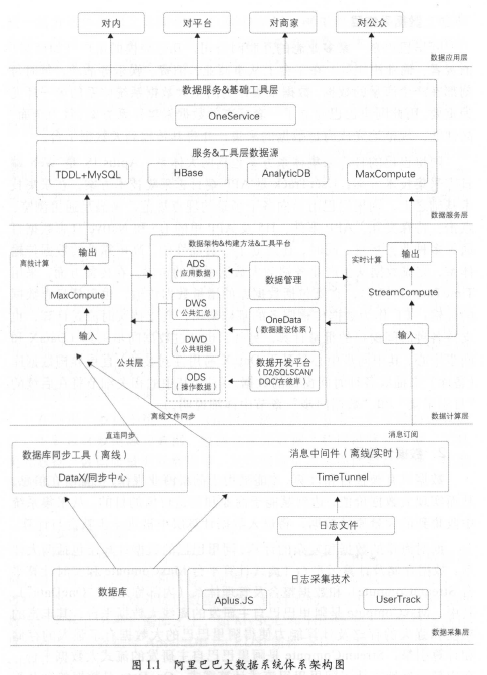 对内
对平台
对商家
对公众
数据应用层
数据服务&基础工具层
OneService
服务&工具层数据源
TDDL+MySQL
HBase
AnalyticDB
MaxCompute
数据服务层
离线计算
输出
MaxCompute
输入
数据架构&构建方法&工具平台
ADS
（应用数据）
DWS
（公共汇总）
DWD
（公共明细）
ODS
（操作数据）
公共层
数据管理
OneData
（数据建设体系）
数据开发平台
（D2/SQLSCAN/
DQC/在彼岸）
实时计算
输出
StreamCompute
输入
离线文件同步
数据计算层
直连同步
消息订阅
数据库同步工具（离线）
DataX/同步中心
消息中间件（离线/实时）
TimeTunnel
日志文件
数据库
日志采集技术
Aplus.JS
UserTrack
数据采集层
图 1.1 阿里巴巴大数据系统体系架构图